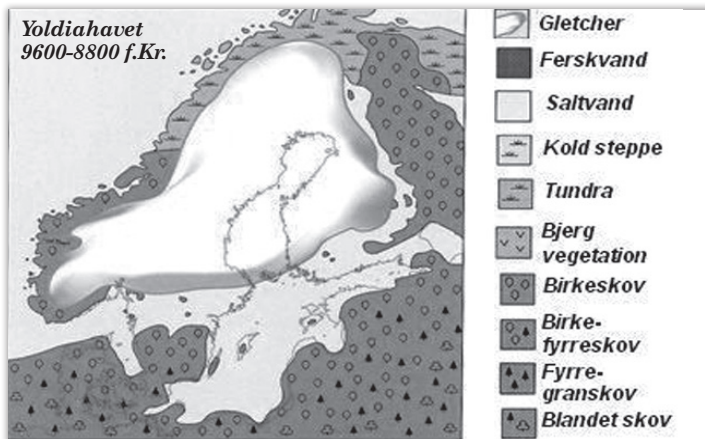 Yoldiahavet
9600-8800 f.Kr.
Gletcher
Ferskvand
Saltvand
Kold steppe
Tundra
Bjerg
vegetation
Birkeskov
Birke-
fyrreskov
Fyrre-
granskov
Blandet skov